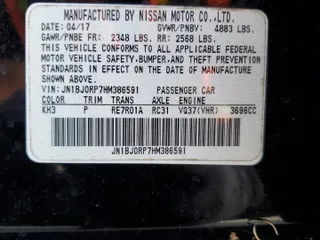 MANUFACTURED BY NISSAN MOTOR CO.,LTD.
DATE: 04/17 GVWR/PNBV: 4883 LBS.
GAWR/PNBE FR: 2348 LBS RR: 2568 LBS.
THIS VEHICLE CONFORMS TO ALL APPLICABLE FEDERAL
MOTOR VEHICLE SAFETY,BUMPER,AND THEFT PREVENTION
STANDARDS IN EFFECT ON THE DATE OF MANUFACTURE
SHOWN ABOVE.
VIN:JN1BJ0RP7HM386591 PASSENGER CAR
COLOR TRIM TRANS AXLE ENGINE
KH3 P RE7R01A RC31 VQ37(VHR) 3696CC
JN1BJ0RP7HM386591